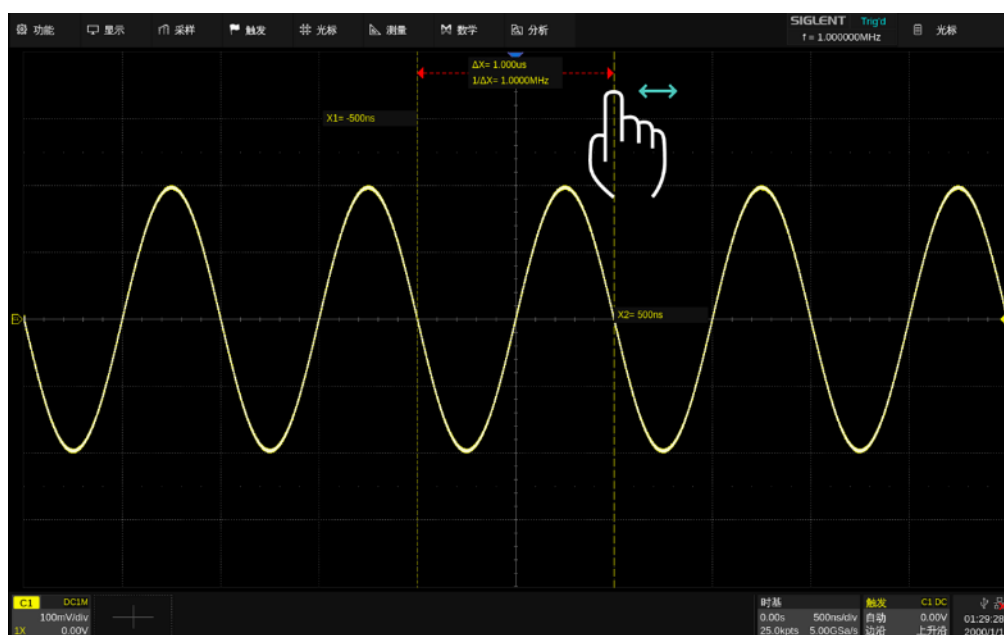 功能 显示 采样 触发 光标 测量 数学 分析 SIGLENT Trig'd 光标
f = 1.000000MHz
ΔX= 1.000us
1/ΔX= 1.0000MHz
X1= -500ns
X2= 500ns
C1 DC1M
100mV/div
1X 0.00V
时基
0.00s 500ns/div
25.0kpts 5.00GSa/s
触发 C1 DC
自动 0.00V
边沿 上升沿
01:29:28
2000/1/1